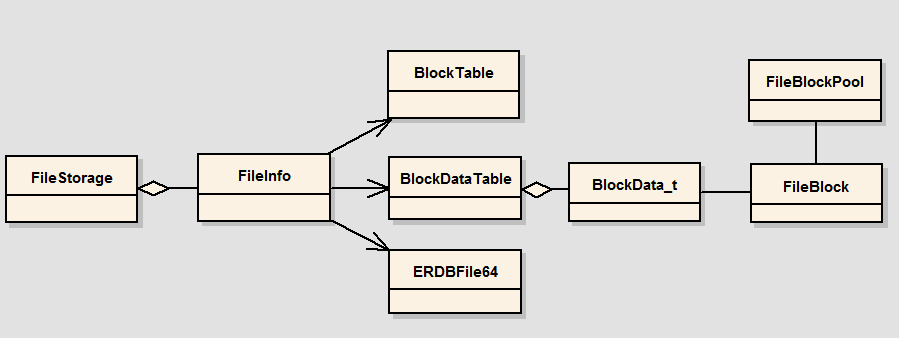 BlockTable
FileBlockPool
FileStorage
FileInfo
BlockDataTable
BlockData_t
FileBlock
ERDBFile64